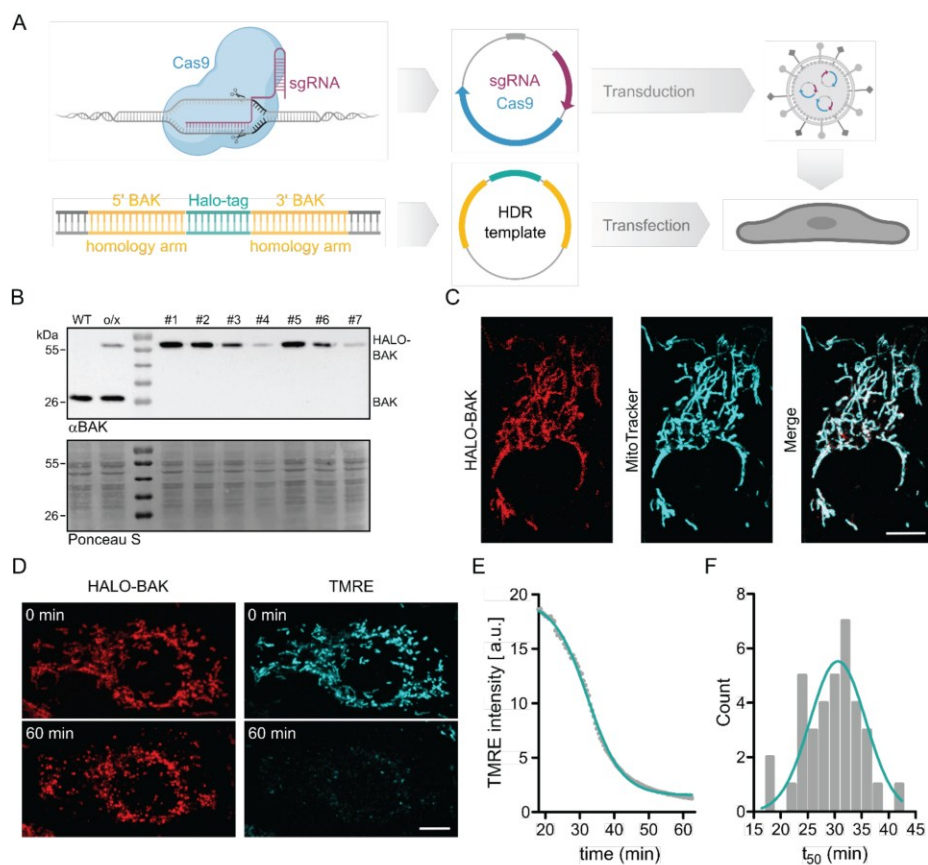 A
Cas9
sgRNA
sgRNA
Cas9
Transduction
5' BAK Halo-tag 3' BAK
homology arm homology arm
HDR
template
Transfection
B
kDa WT o/x #1 #2 #3 #4 #5 #6 #7
55
HALO-
BAK
26
BAK
αBAK
55
26
Ponceau S
C
HALO-BAK
MitoTracker
Merge
D
HALO-BAK TMRE
0 min 0 min
60 min 60 min
E
TMRE intensity [ a.u.]
20
15
10
5
0
20 30 40 50 60
time (min)
F
Count
8
6
4
2
0
15 20 25 30 35 40 45
t50 (min)